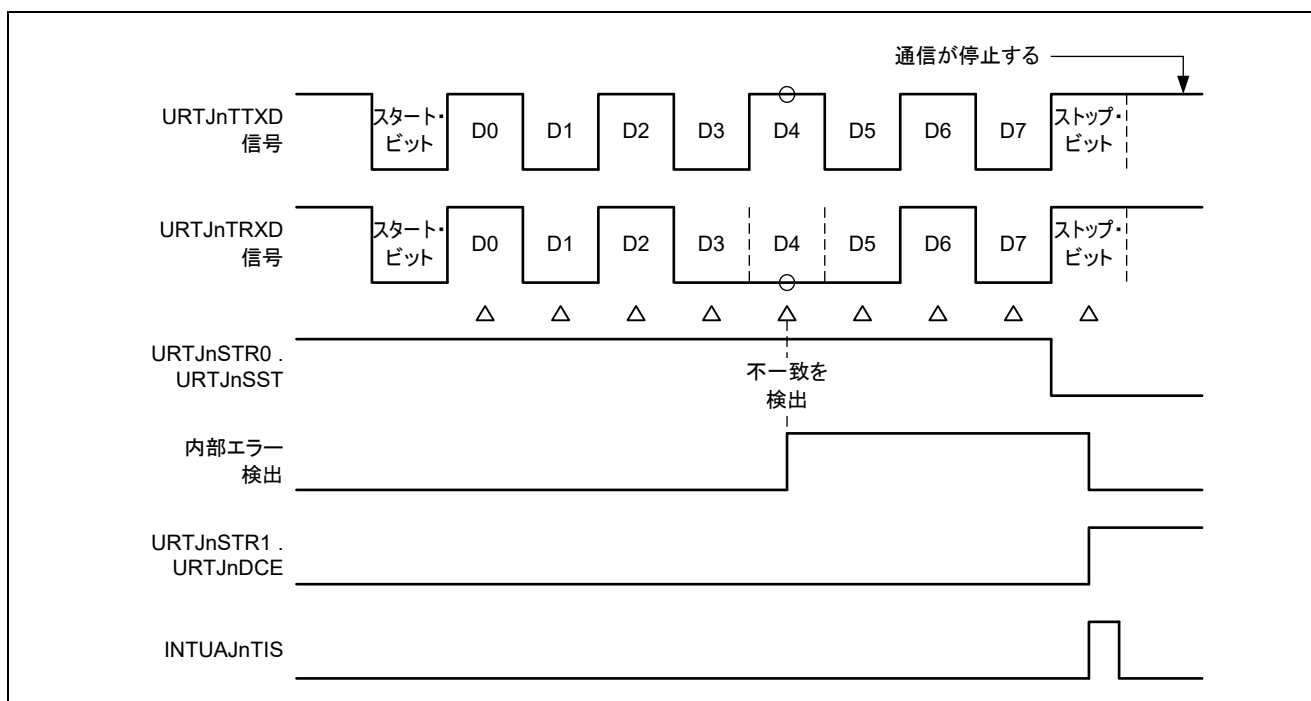 通信が停止する
URTJnTTXD
信号
スタート・
ビット
D0
D1
D2
D3
D4
D5
D6
D7
ストップ・
ビット
URTJnTRXD
信号
スタート・
ビット
D0
D1
D2
D3
D4
D5
D6
D7
ストップ・
ビット
URTJnSTR0 .
URTJnSST
不一致を
検出
内部エラー
検出
URTJnSTR1 .
URTJnDCE
INTUAJnTIS